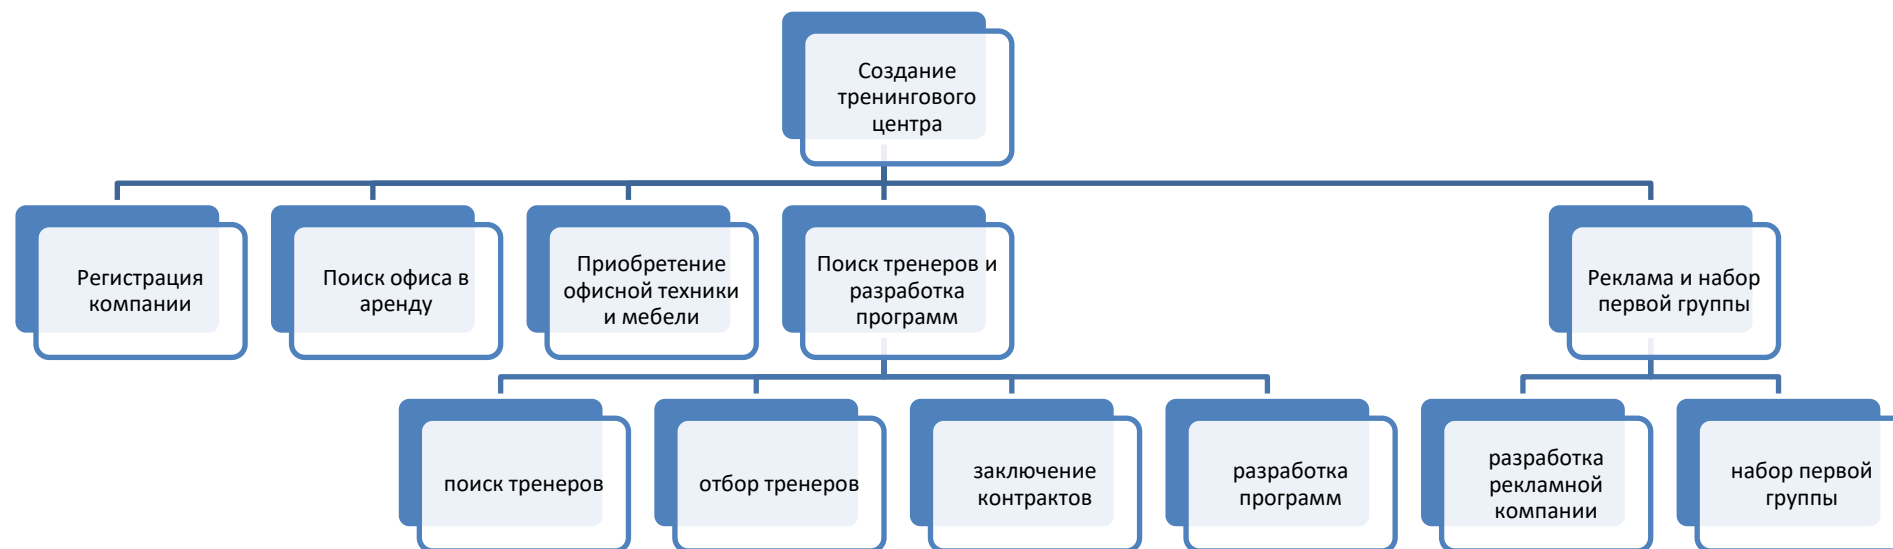 Создание
тренингового
центра
Регистрация
компании
Поиск офиса в
аренду
Приобретение
офисной техники
и мебели
Поиск тренеров и
разработка
программ
Реклама и набор
первой группы
поиск тренеров
отбор тренеров
заключение
контрактов
разработка
программ
разработка
рекламной
компании
набор первой
группы